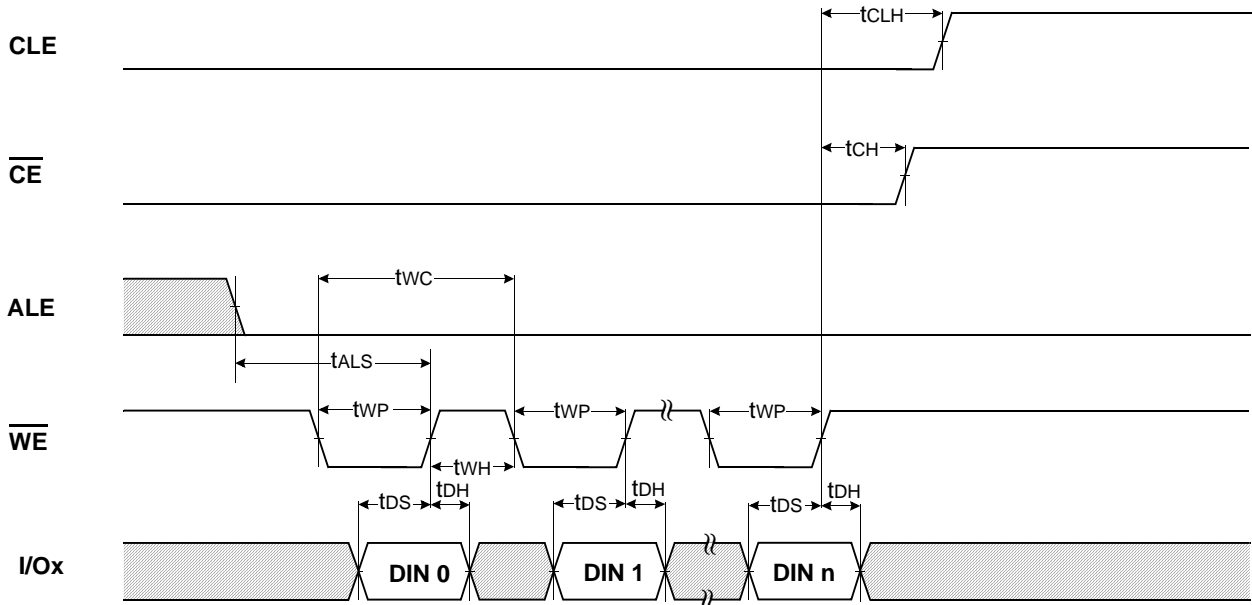 tCLH
CLE
tCH
CE
tWC
ALE
tALS
tWP
tWP
tWP
WE
tWH
tDS
tDH
tDS
tDH
tDS
tDH
I/Ox
DIN 0
DIN 1
DIN n